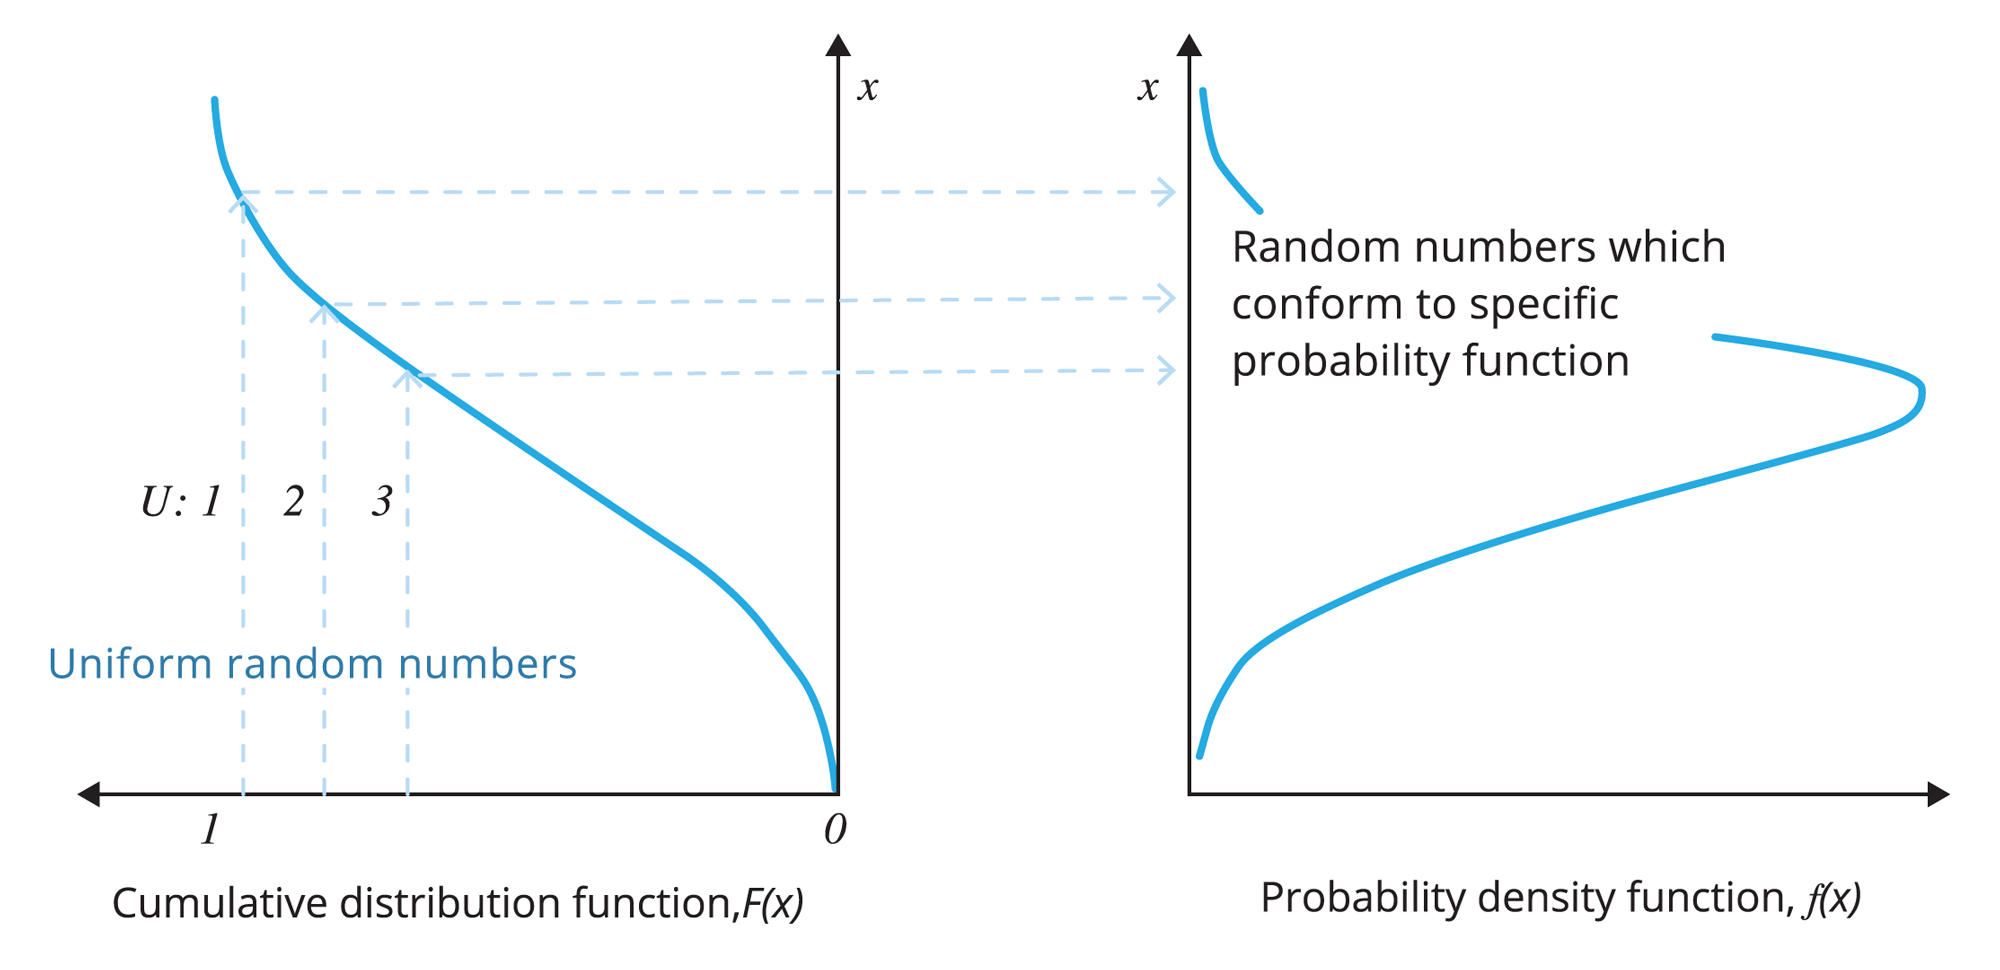 x
x
Random numbers which
conform to specific
probability function
U: 1 2 3
Uniform random numbers
1 0
Cumulative distribution function,F(x)
Probability density function, f(x)